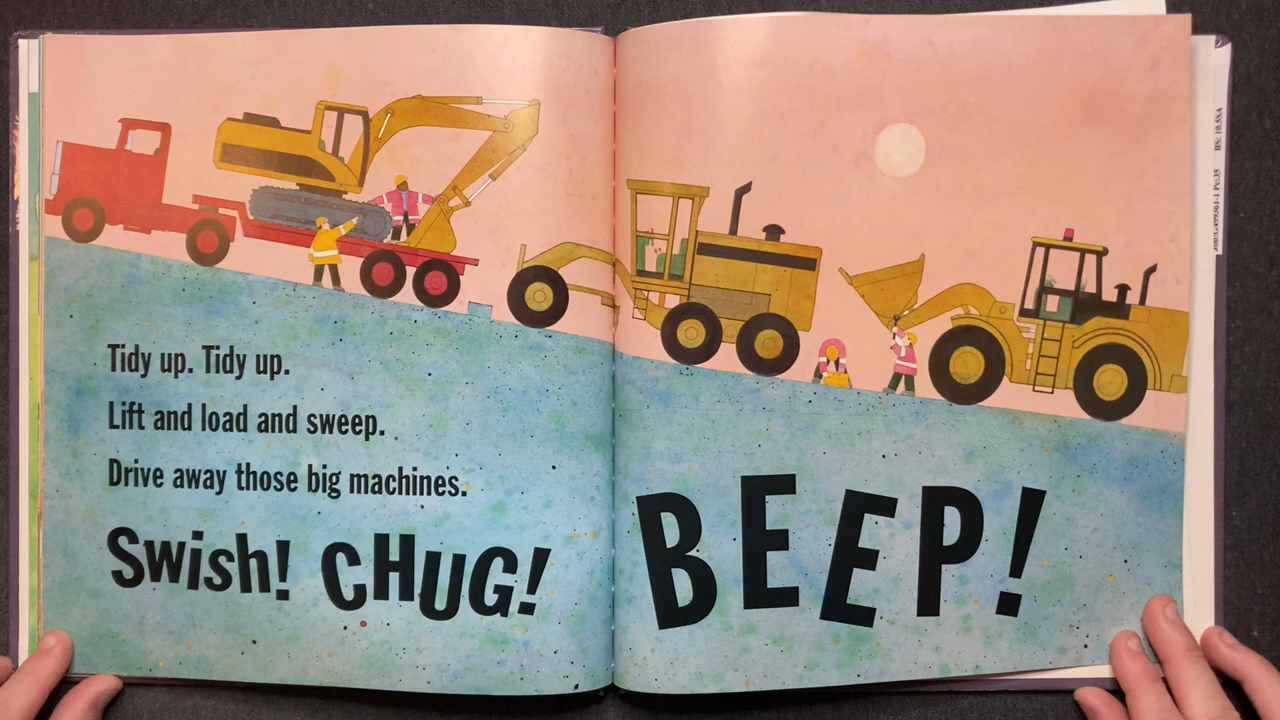 Tidy up. Tidy up.
Lift and load and sweep.
Drive away those big machines.
Swish! CHUG!
BEEP!